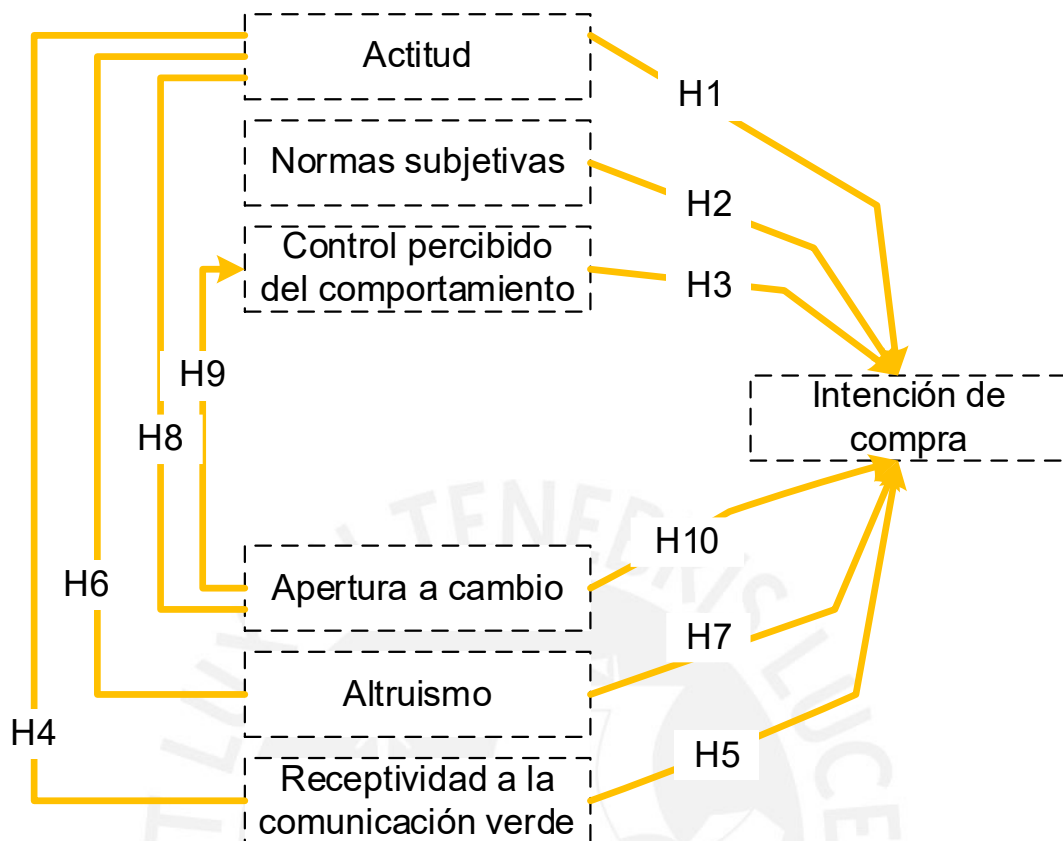 Actitud
H1
Normas subjetivas
H2
Control percibido
del comportamiento
H3
H9
Intención de
compra
H8
H10
H6
Apertura a cambio
H7
Altruismo
H4
H5
Receptividad a la
comunicación verde
TENEBRIS